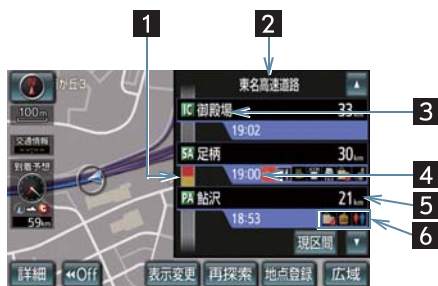 1
2
が丘3
100m
東名高速道路
IC 御殿場 33km
3
19:02
交通情報
SA 足柄 30km
到着予想
19:00
4
PA 鮎沢 21km
5
59km
18:53
6
現区間
詳細
◀◀Off
表示変更
再探索
地点登録
広域